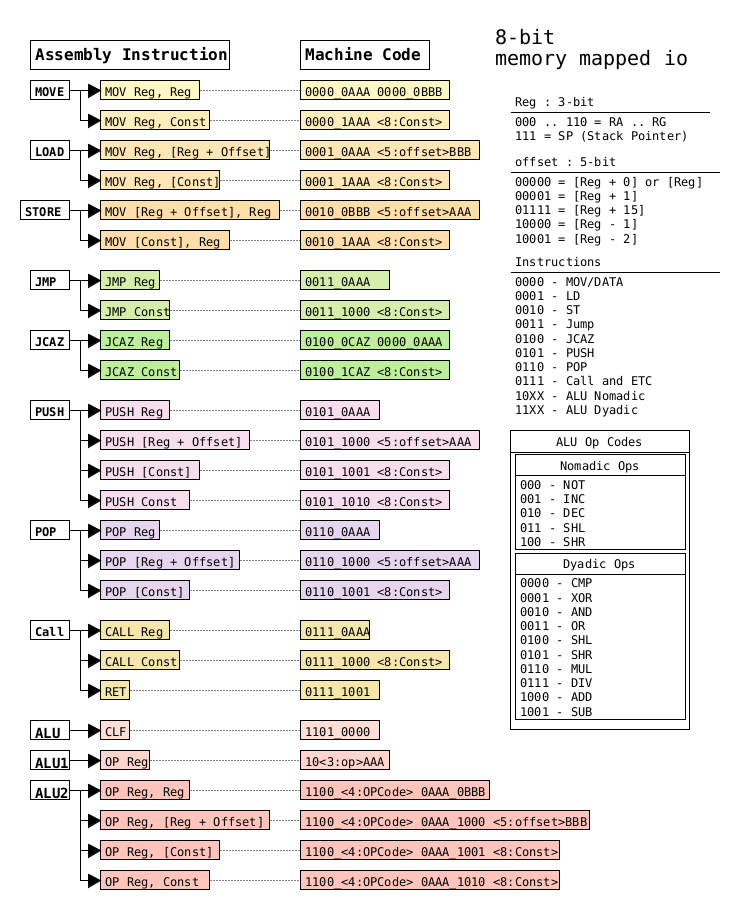 8-bit
memory mapped io
Assembly Instruction Machine Code
MOVE MOV Reg, Reg 0000_0AAA 0000_0BBB
MOV Reg, Const 0000_1AAA <8:Const>
LOAD MOV Reg, [Reg + Offset] 0001_0AAA <5:offset>BBB
MOV Reg, [Const] 0001_1AAA <8:Const>
STORE MOV [Reg + Offset], Reg 0010_0BBB <5:offset>AAA
MOV [Const], Reg 0010_1AAA <8:Const>
JMP JMP Reg 0011_0AAA
JMP Const 0011_1000 <8:Const>
JCAZ JCAZ Reg 0100_0CAZ 0000_0AAA
JCAZ Const 0100_1CAZ <8:Const>
PUSH PUSH Reg 0101_0AAA
PUSH [Reg + Offset] 0101_1000 <5:offset>AAA
PUSH [Const] 0101_1001 <8:Const>
PUSH Const 0101_1010 <8:Const>
POP POP Reg 0110_0AAA
POP [Reg + Offset] 0110_1000 <5:offset>AAA
POP [Const] 0110_1001 <8:Const>
Call CALL Reg 0111_0AAA
CALL Const 0111_1000 <8:Const>
RET 0111_1001
ALU CLF 1101_0000
ALU1 OP Reg 10<3:op>AAA
ALU2 OP Reg, Reg 1100_<4:OPCode> 0AAA_0BBB
OP Reg, [Reg + Offset] 1100_<4:OPCode> 0AAA_1000 <5:offset>BBB
OP Reg, [Const] 1100_<4:OPCode> 0AAA_1001 <8:Const>
OP Reg, Const 1100_<4:OPCode> 0AAA_1010 <8:Const>
Reg : 3-bit
000 .. 110 = RA .. RG
111 = SP (Stack Pointer)
offset : 5-bit
00000 = [Reg + 0] or [Reg]
00001 = [Reg + 1]
01111 = [Reg + 15]
10000 = [Reg - 1]
10001 = [Reg - 2]
Instructions
0000 - MOV/DATA
0001 - LD
0010 - ST
0011 - Jump
0100 - JCAZ
0101 - PUSH
0110 - POP
0111 - Call and ETC
10XX - ALU Nomadic
11XX - ALU Dyadic
ALU Op Codes
Nomadic Ops
000 - NOT
001 - INC
010 - DEC
011 - SHL
100 - SHR
Dyadic Ops
0000 - CMP
0001 - XOR
0010 - AND
0011 - OR
0100 - SHL
0101 - SHR
0110 - MUL
0111 - DIV
1000 - ADD
1001 - SUB